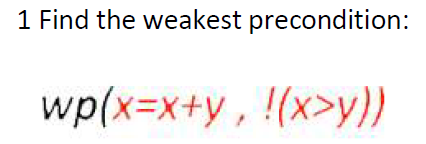 1 Find the weakest precondition:
wp(x=x+y , !(x>y))